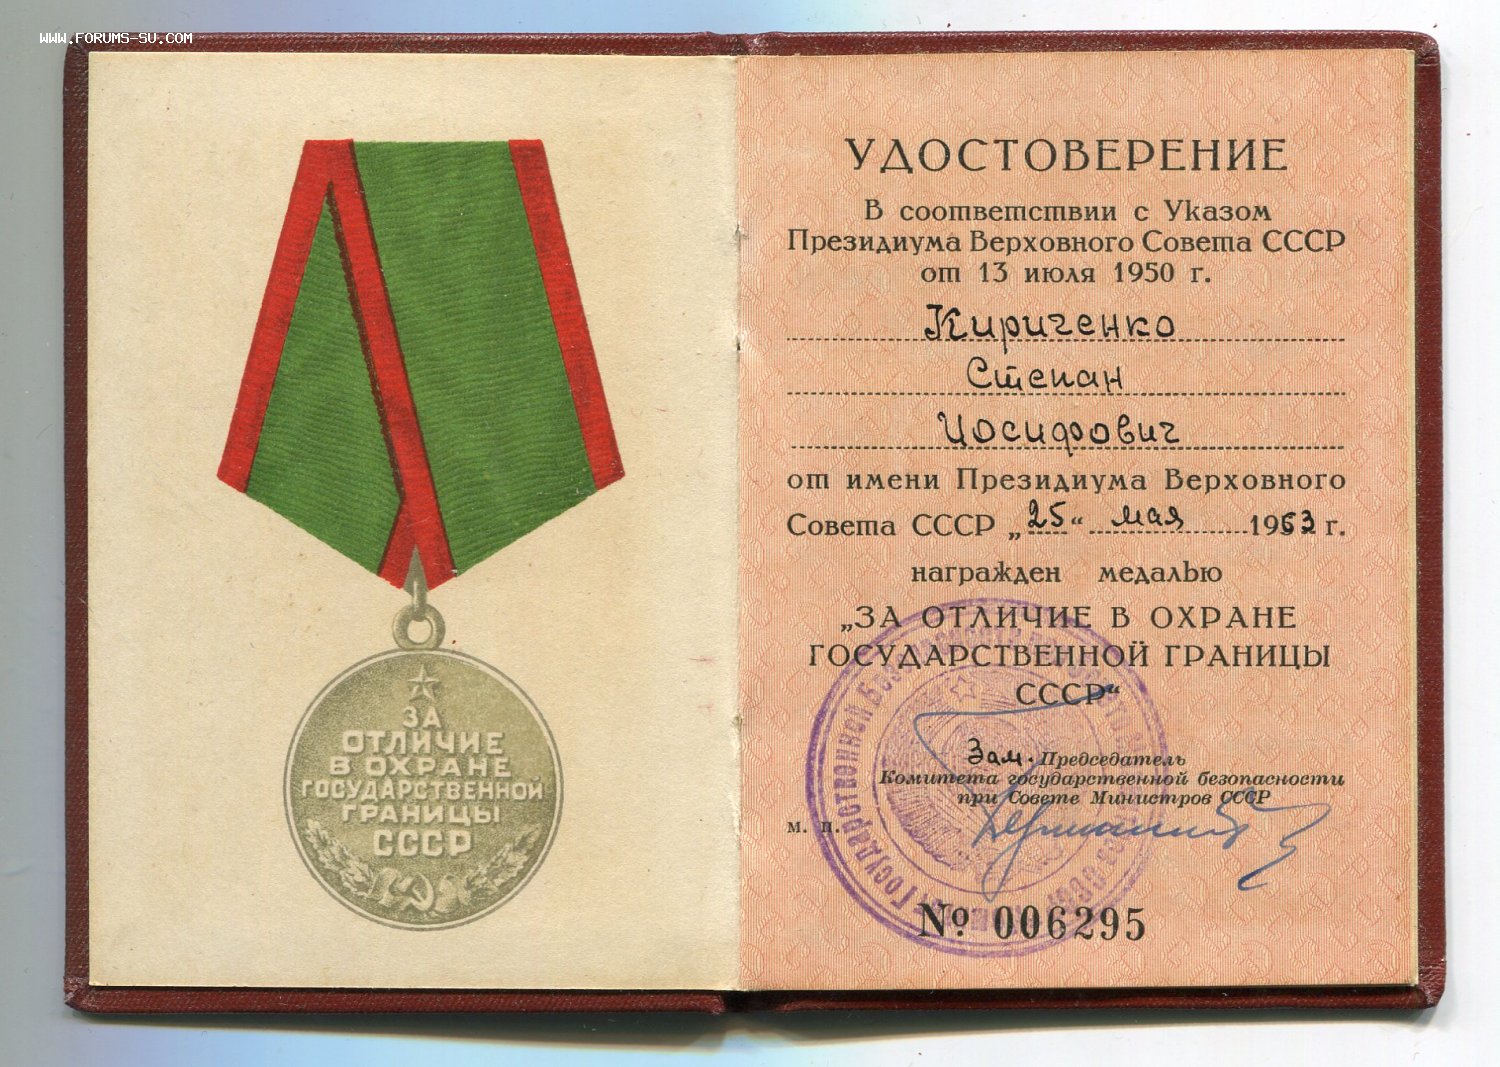 www.forums-su.com
ЗА
ОТЛИЧИЕ
В ОХРАНЕ
ГОСУДАРСТВЕННОЙ
ГРАНИЦЫ
СССР
УДОСТОВЕРЕНИЕ
В соответствии с Указом
Президиума Верховного Совета СССР
от 13 июля 1950 г.
Кириченко
Степан
Иосифович
от имени Президиума Верховного
Совета СССР „25“ мая 1963 г.
награжден медалью
„ЗА ОТЛИЧИЕ В ОХРАНЕ
ГОСУДАРСТВЕННОЙ ГРАНИЦЫ
СССР“
Зам. Председатель
Комитета государственной безопасности
при Совете Министров СССР
м. п.
№ 006295